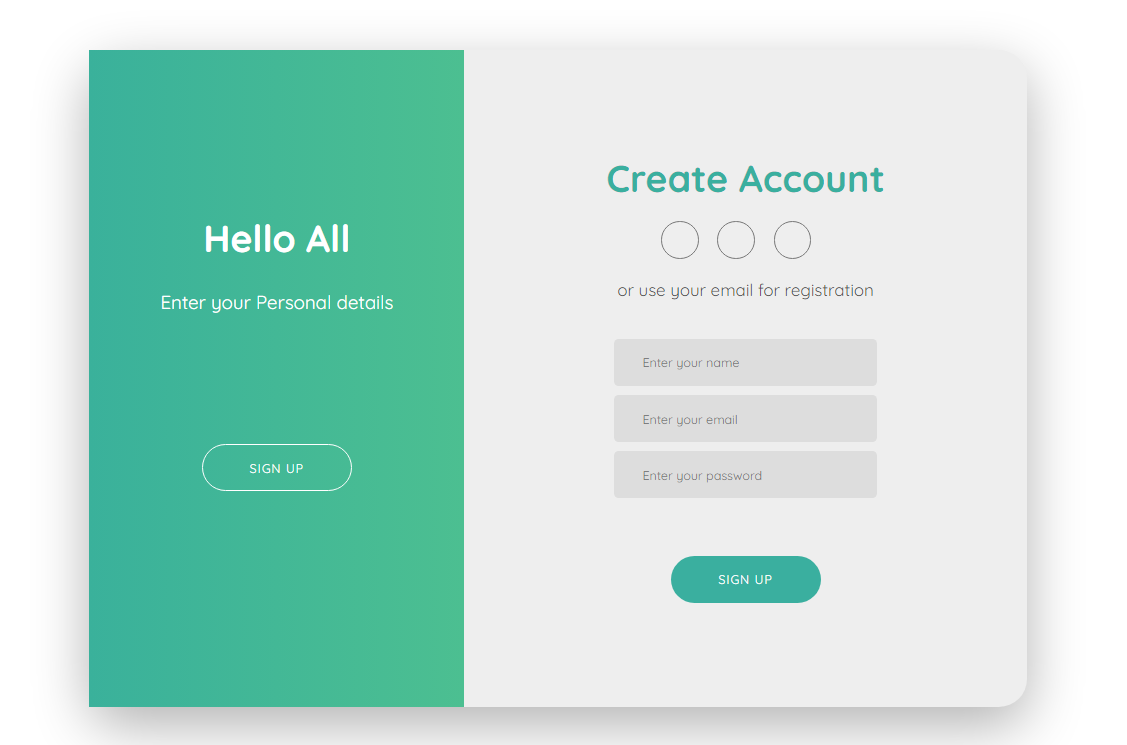 Hello All
Enter your Personal details
SIGN UP
Create Account
or use your email for registration
Enter your name
Enter your email
Enter your password
SIGN UP